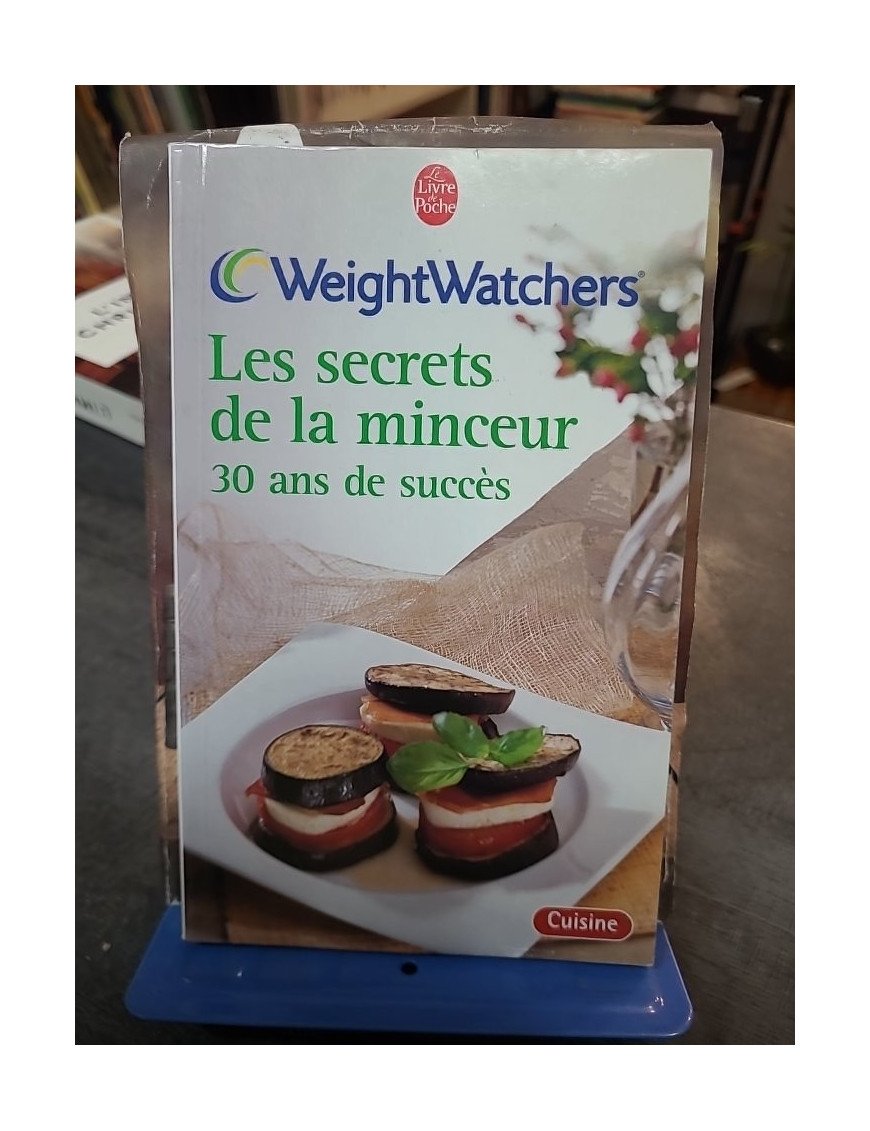 Le
Livre
de
Poche
WeightWatchers®
Les secrets
de la minceur
30 ans de succès
Cuisine